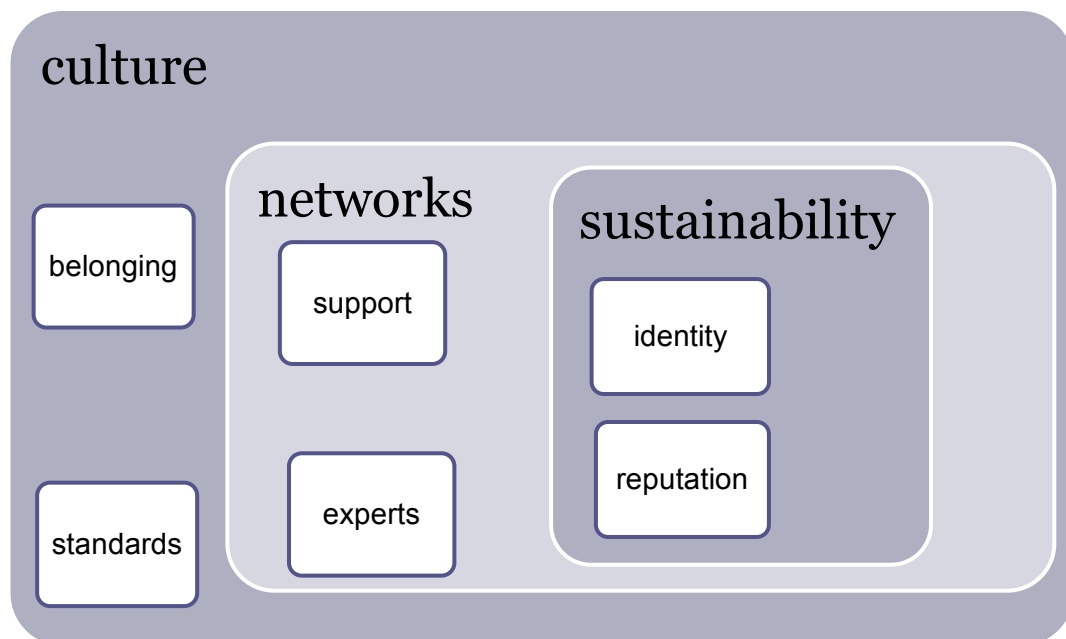 culture
belonging
standards
networks
support
experts
sustainability
identity
reputation